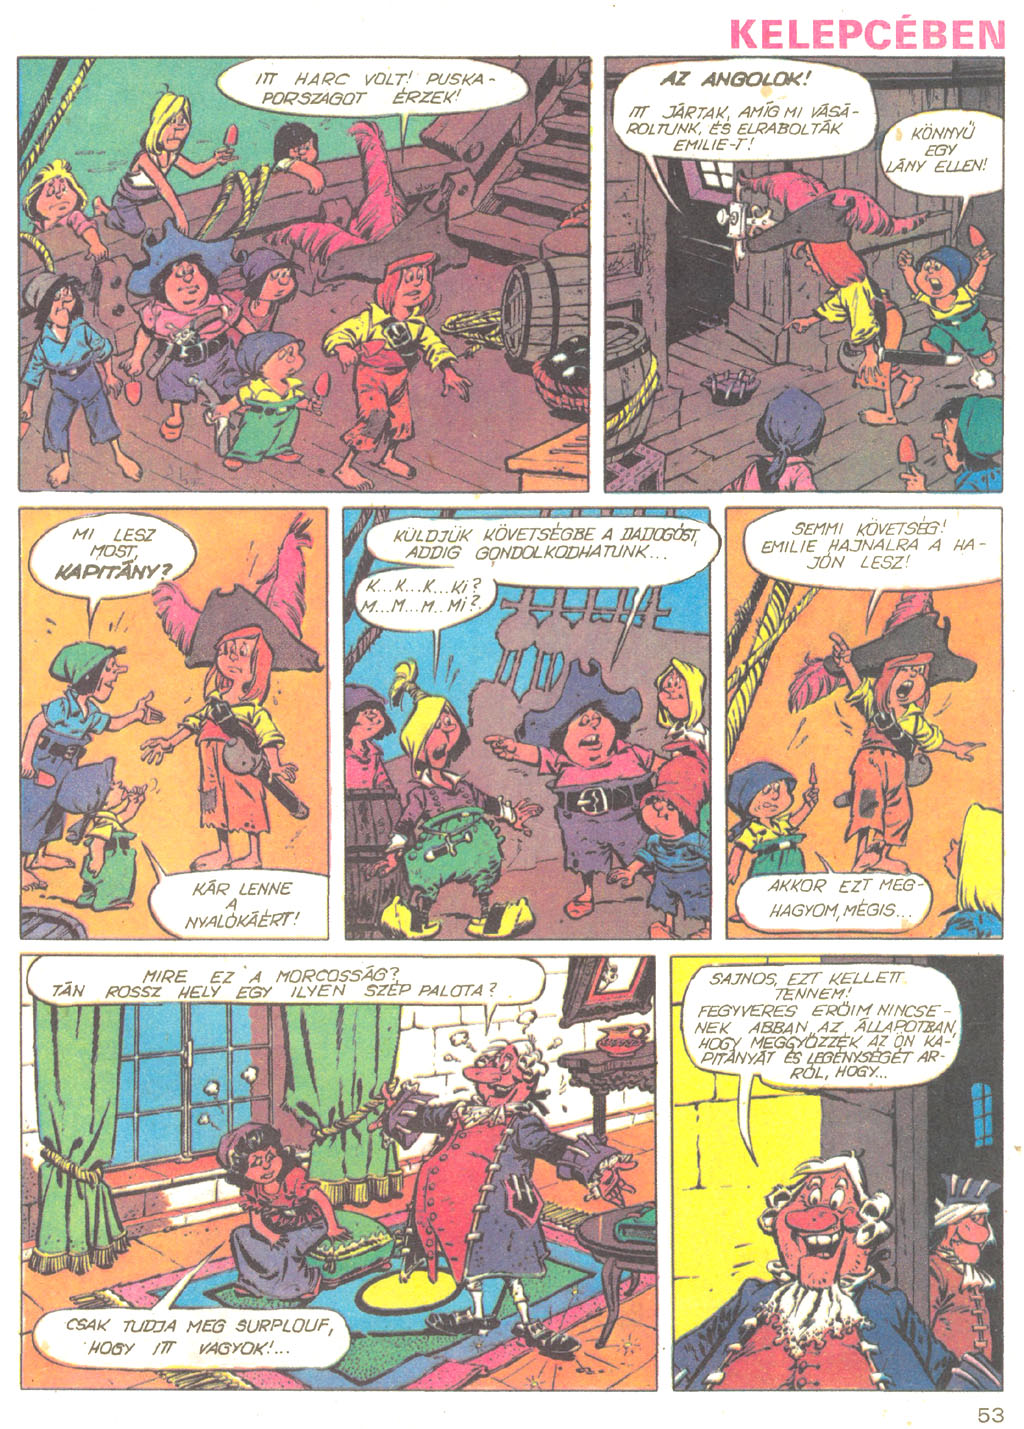 KELEPCÉBEN
ITT HARC VOLT! PUSKA-
PORSZAGOT ÉRZEK!
AZ ANGOLOK!
ITT JÁRTAK, AMÍG MI VÁSÁ-
ROLTUNK, ÉS ELRABOLTÁK
EMILIE-T!
KÖNNYŰ
EGY
LÁNY ELLEN!
MI LESZ
MOST,
KAPITÁNY?
KÁR LENNE
A
NYALÓKÁÉRT!
KÜLDJÜK KÖVETSÉGBE A DADOGÓST,
ADDIG GONDOLKODHATUNK...
K...K...K...Ki?
M...M...M..Mi?
SEMMI KÖVETSÉG!
EMILIE HAJNALRA A HA-
JÓN LESZ!
AKKOR EZT MEG-
HAGYOM, MÉGIS...
MIRE EZ A MORCOSSÁG?
TÁN ROSSZ HELY EGY ILYEN SZÉP PALOTA?
CSAK TUDJA MEG SURPLOUF,
HOGY ITT VAGYOK!...
SAJNOS, EZT KELLETT
TENNEM!
FEGYVERES ERŐIM NINCSE-
NEK ABBAN AZ ÁLLAPOTBAN,
HOGY MEGGYŐZZÉK AZ ÖN KA-
PITÁNYÁT ÉS LEGÉNYSÉGÉT AR-
RÓL, HOGY...
53